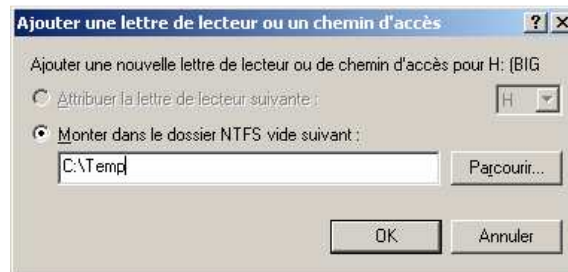 Ajouter une lettre de lecteur ou un chemin d'accès
Ajouter une nouvelle lettre de lecteur ou de chemin d'accès pour H: (BIG
Attribuer la lettre de lecteur suivante :
H
Monter dans le dossier NTFS vide suivant :
C:\Temp
Parcourir...
OK
Annuler